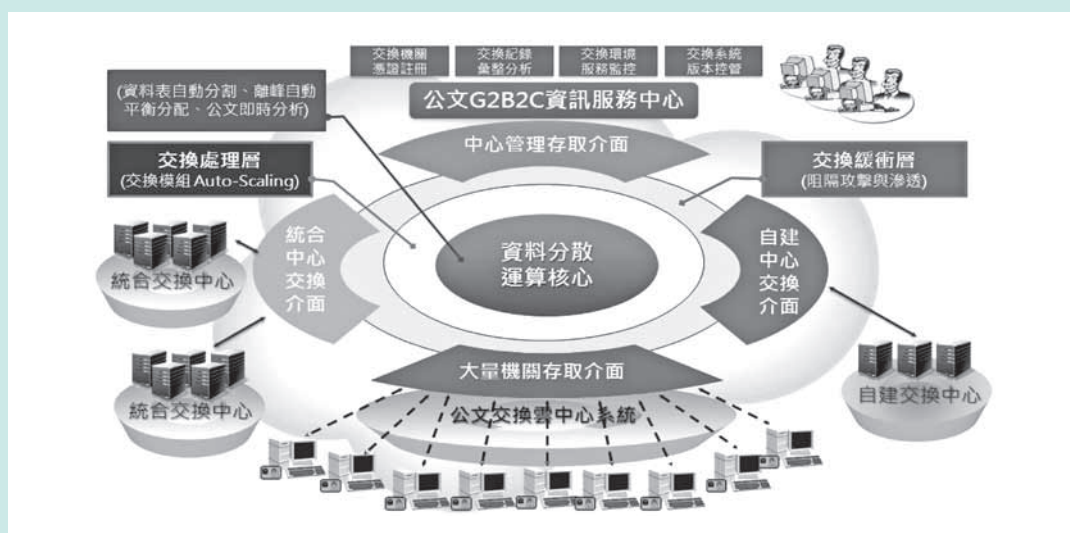 交換機關
憑證註冊
交換紀錄
彙整分析
交換環境
服務監控
交換系統
版本控管
(資料表自動分割、離峰自動
平衡分配、公文即時分析)
公文G2B2C資訊服務中心
中心管理存取介面
交換處理層
(交換模組 Auto-Scaling)
交換緩衝層
(阻隔攻擊與滲透)
統合
中心
交換
介面
資料分散
運算核心
自建
中心
交換
介面
統合交換中心
統合交換中心
大量機關存取介面
自建交換中心
公文交換雲中心系統